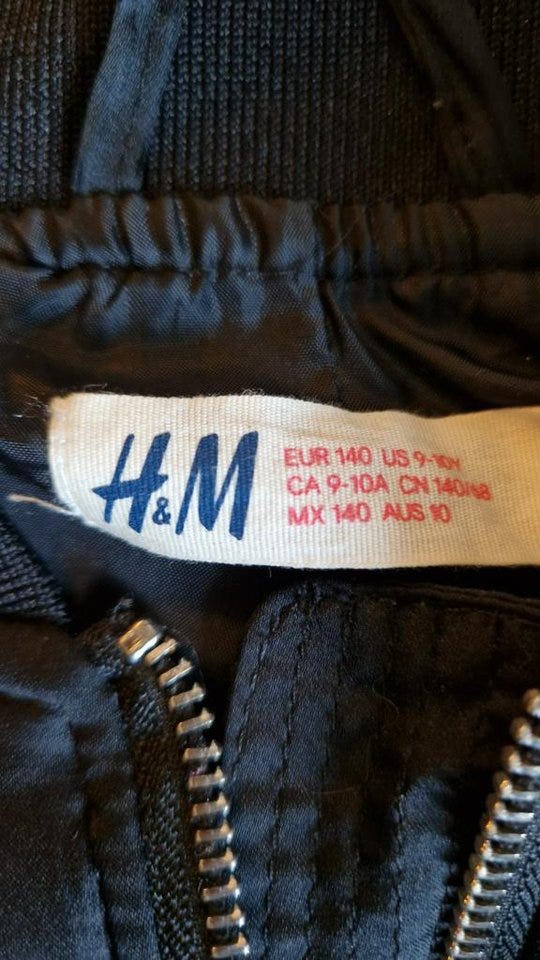 H&M
EUR 140 US 9-10Y
CA 9-10A CN 140/68
MX 140 AUS 10